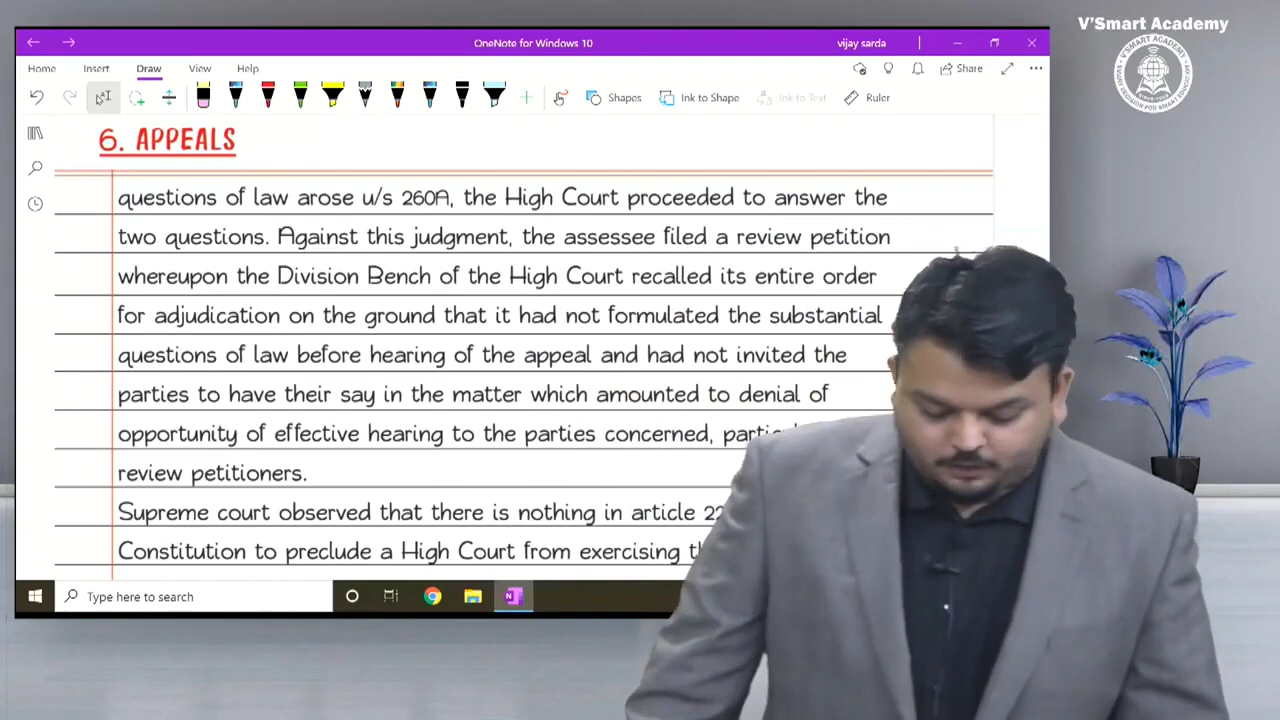 V'Smart Academy
OneNote for Windows 10
vijay sarda
Home Insert Draw View Help
Share
Shapes Ink to Shape Ink to Text Ruler
6. APPEALS
questions of law arose u/s 260A, the High Court proceeded to answer the
two questions. Against this judgment, the assessee filed a review petition
whereupon the Division Bench of the High Court recalled its entire order
for adjudication on the ground that it had not formulated the substantial
questions of law before hearing of the appeal and had not invited the
parties to have their say in the matter which amounted to denial of
opportunity of effective hearing to the parties concerned,
review petitioners.
Supreme court observed that there is nothing in article
Constitution to preclude a High Court from exercising
Type here to search